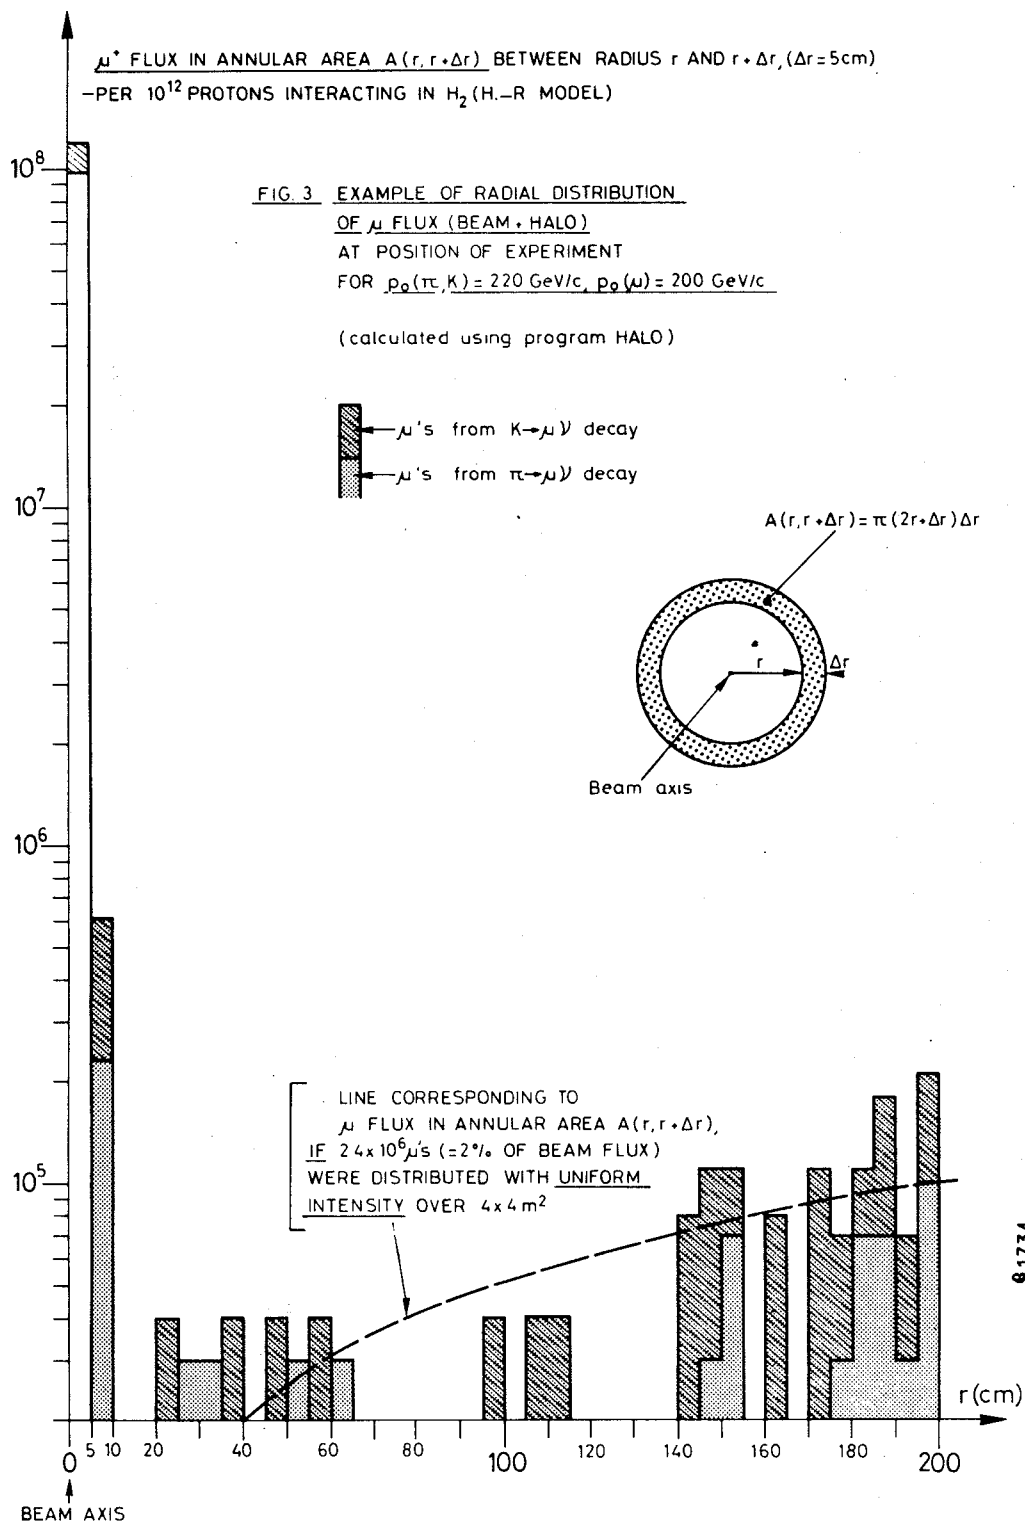 μ⁺ FLUX IN ANNULAR AREA A(r, r+Δr) BETWEEN RADIUS r AND r+Δr, (Δr=5cm)
-PER 10¹² PROTONS INTERACTING IN H₂ (H.-R MODEL)
FIG. 3 EXAMPLE OF RADIAL DISTRIBUTION
OF μ FLUX (BEAM + HALO)
AT POSITION OF EXPERIMENT
FOR p₀(π,K) = 220 GeV/c, p₀(μ) = 200 GeV/c
(calculated using program HALO)
μ's from K→μν decay
μ's from π→μν decay
A(r, r+Δr) = π(2r+Δr)Δr
r
Δr
Beam axis
10⁸
10⁷
10⁶
10⁵
LINE CORRESPONDING TO
μ FLUX IN ANNULAR AREA A(r, r+Δr),
IF 2.4x10⁶ μ's (=2% OF BEAM FLUX)
WERE DISTRIBUTED WITH UNIFORM
INTENSITY OVER 4x4m²
r(cm)
0 5 10 20 40 60 80 100 120 140 160 180 200
BEAM AXIS